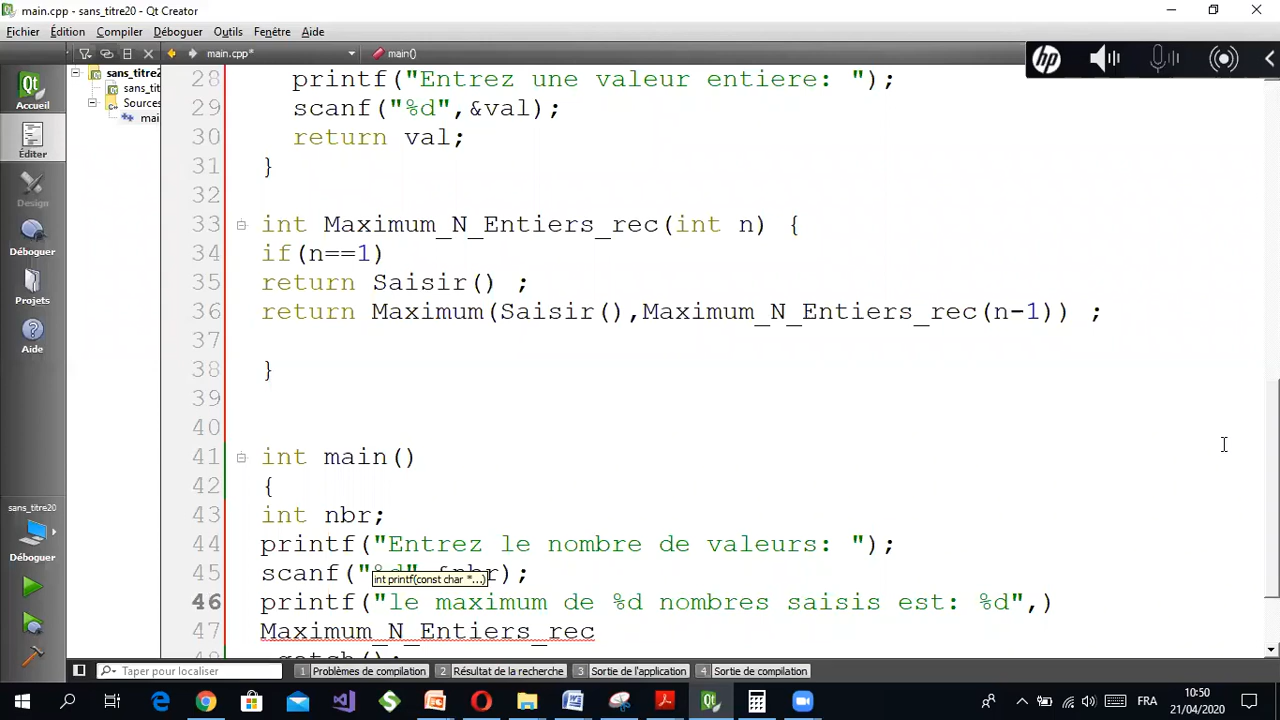 main.cpp - sans_titre20 - Qt Creator
Fichier Édition Compiler Déboguer Outils Fenêtre Aide
main.cpp* main()
hp
Qt
Accueil
Éditer
Design
Déboguer
Projets
Aide
sans_titre20
Déboguer
sans_titre2
sans_tit
Sources
mai
28 printf("Entrez une valeur entiere: ");
29 scanf("%d",&val);
30 return val;
31 }
32
33 int Maximum_N_Entiers_rec(int n) {
34 if(n==1)
35 return Saisir() ;
36 return Maximum(Saisir(),Maximum_N_Entiers_rec(n-1)) ;
37
38 }
39
40
41 int main()
42 {
43 int nbr;
44 printf("Entrez le nombre de valeurs: ");
45 scanf("%d",&nbr);
int printf(const char *...)
46 printf("le maximum de %d nombres saisis est: %d",)
47 Maximum_N_Entiers_rec
48 getch();
Taper pour localiser 1 Problèmes de compilation 2 Résultat de la recherche 3 Sortie de l'application 4 Sortie de compilation
FRA 10:50
21/04/2020